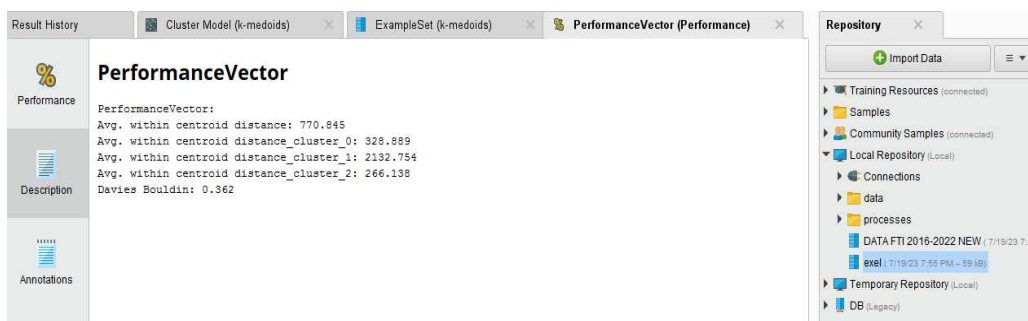 Result History
Cluster Model (k-medoids)
ExampleSet (k-medoids)
% PerformanceVector (Performance)
Repository
%
Performance
Description
Annotations
PerformanceVector
PerformanceVector:
Avg. within centroid distance: 770.845
Avg. within centroid distance_cluster_0: 328.889
Avg. within centroid distance_cluster_1: 2132.754
Avg. within centroid distance_cluster_2: 266.138
Davies Bouldin: 0.362
Import Data
Training Resources (connected)
Samples
Community Samples (connected)
Local Repository (Local)
Connections
data
processes
DATA FTI 2016-2022 NEW ( 7/19/23 7:
exel ( 7/19/23 7:55 PM – 59 kB)
Temporary Repository (Local)
DB (Legacy)